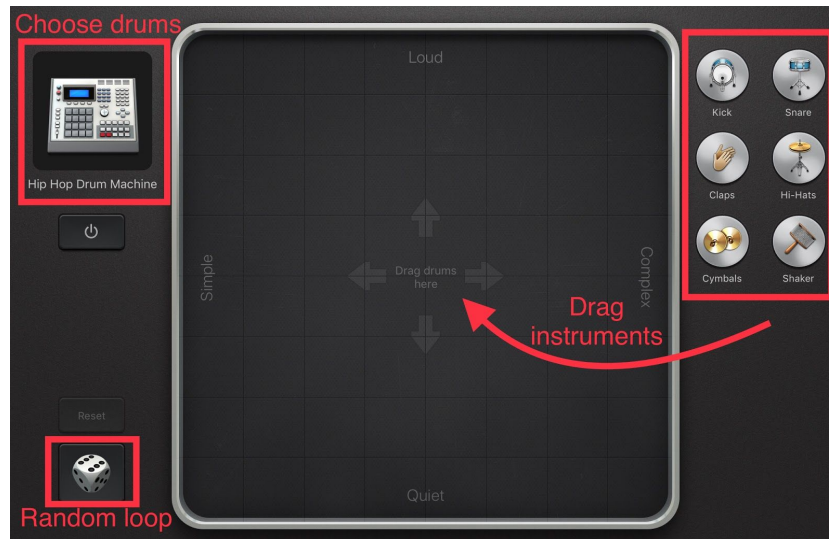 Choose drums
Hip Hop Drum Machine
Reset
Random loop
Loud
Simple
Drag drums
here
Complex
Quiet
Drag
instruments
Kick
Snare
Claps
Hi-Hats
Cymbals
Shaker